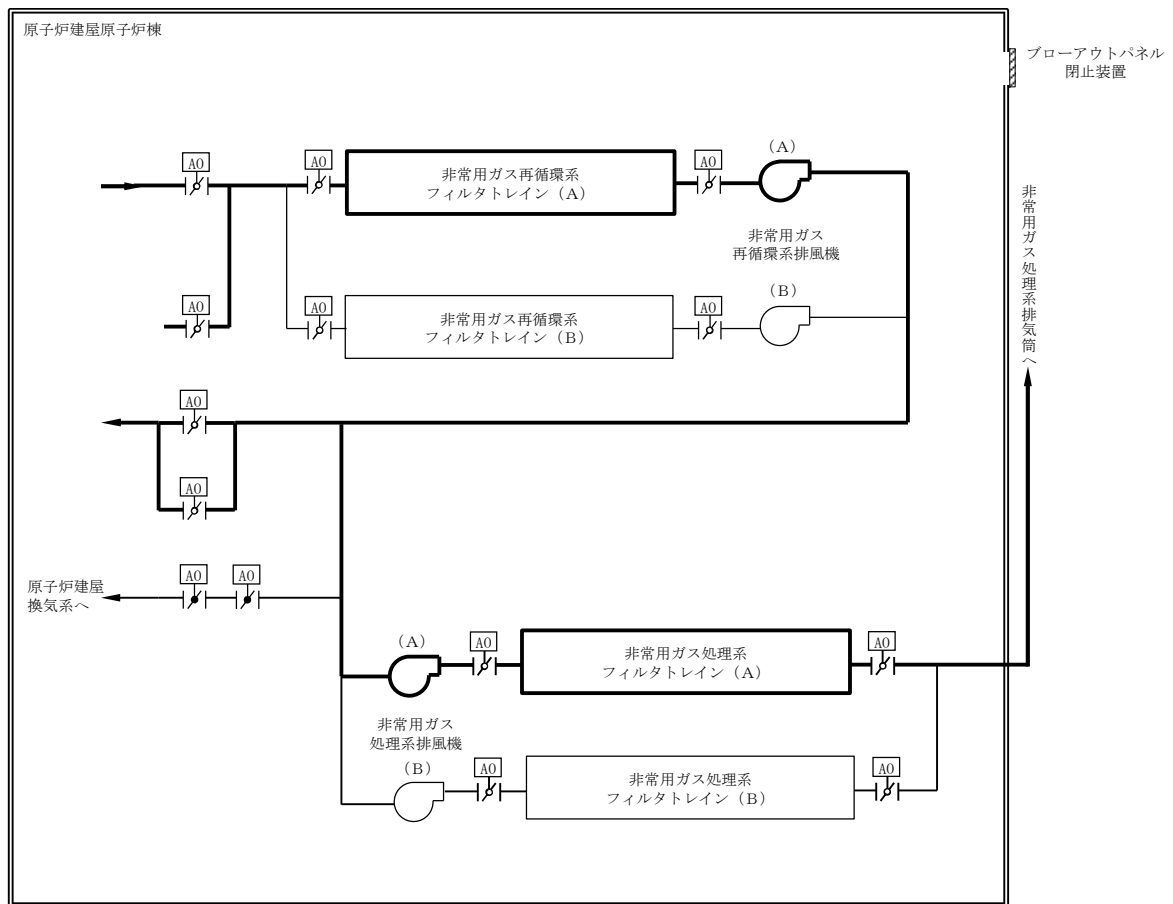 原子炉建屋原子炉棟
ブローアウトパネル
閉止装置
AO
AO
非常用ガス再循環系
フィルタトレイン(A)
AO
(A)
非常用ガス
再循環系排風機
AO
AO
非常用ガス再循環系
フィルタトレイン(B)
AO
(B)
非常用ガス処理系排気筒へ
AO
AO
原子炉建屋
換気系へ
AO
AO
(A)
AO
非常用ガス処理系
フィルタトレイン(A)
AO
非常用ガス
処理系排風機
(B)
AO
非常用ガス処理系
フィルタトレイン(B)
AO